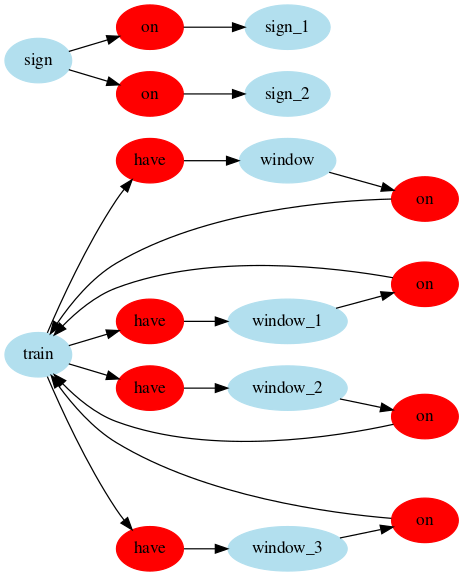 on
sign_1
sign
on
sign_2
have
window
on
on
have
window_1
train
have
window_2
on
on
have
window_3